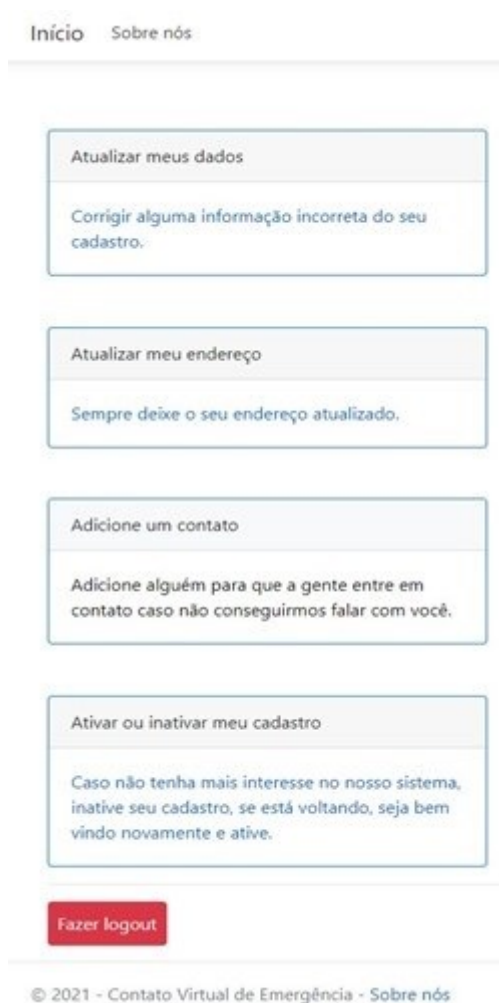 Início Sobre nós
Atualizar meus dados
Corrigir alguma informação incorreta do seu
cadastro.
Atualizar meu endereço
Sempre deixe o seu endereço atualizado.
Adicione um contato
Adicione alguém para que a gente entre em
contato caso não conseguirmos falar com você.
Ativar ou inativar meu cadastro
Caso não tenha mais interesse no nosso sistema,
inative seu cadastro, se está voltando, seja bem
vindo novamente e ative.
Fazer logout
© 2021 - Contato Virtual de Emergência - Sobre nós